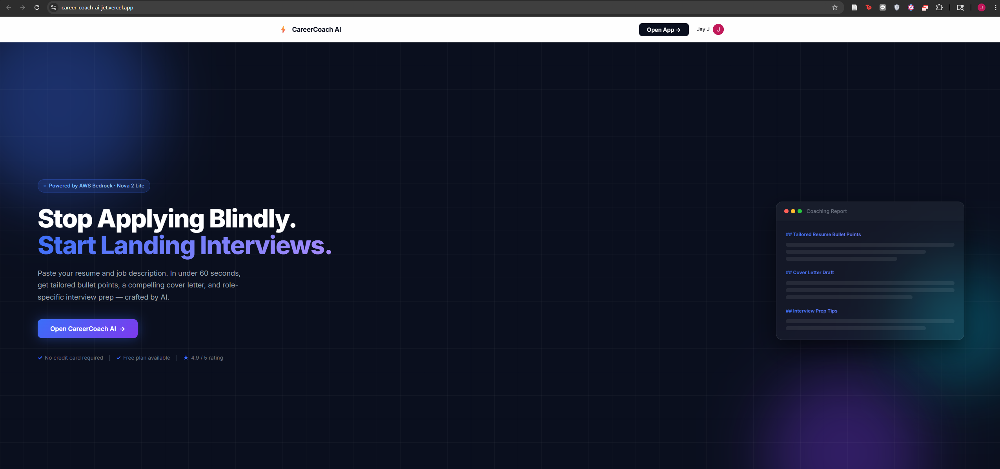 career-coach-ai-jet.vercel.app
Tp
J
CareerCoach AI
Open App →
Jay J
J
Powered by AWS Bedrock · Nova 2 Lite
Stop Applying Blindly.
Start Landing Interviews.
Paste your resume and job description. In under 60 seconds,
get tailored bullet points, a compelling cover letter, and role-
specific interview prep — crafted by AI.
Open CareerCoach AI →
✓ No credit card required | ✓ Free plan available | ★ 4.9 / 5 rating
Coaching Report
## Tailored Resume Bullet Points
## Cover Letter Draft
## Interview Prep Tips